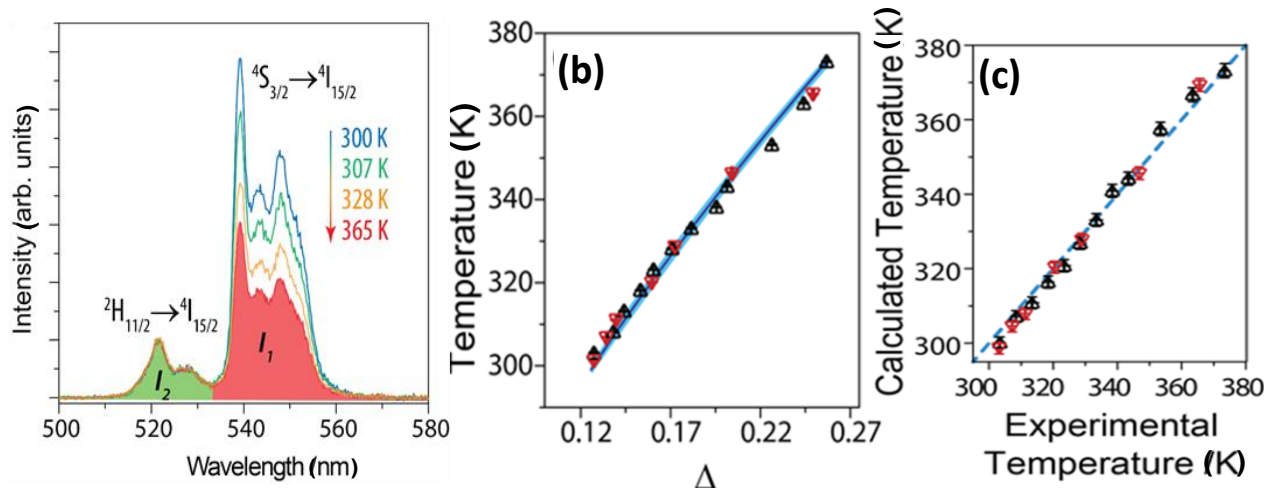 Intensity (arb. units)
⁴S₃/₂→⁴I₁₅/₂
300 K
307 K
328 K
365 K
²H₁₁/₂→⁴I₁₅/₂
I₁
I₂
500 520 540 560 580
Wavelength (nm)
(b)
Temperature (K)
380
360
340
320
300
0.12 0.17 0.22 0.27
Δ
(c)
Calculated Temperature (K)
380
360
340
320
300
295 320 340 360 380
Experimental
Temperature (K)